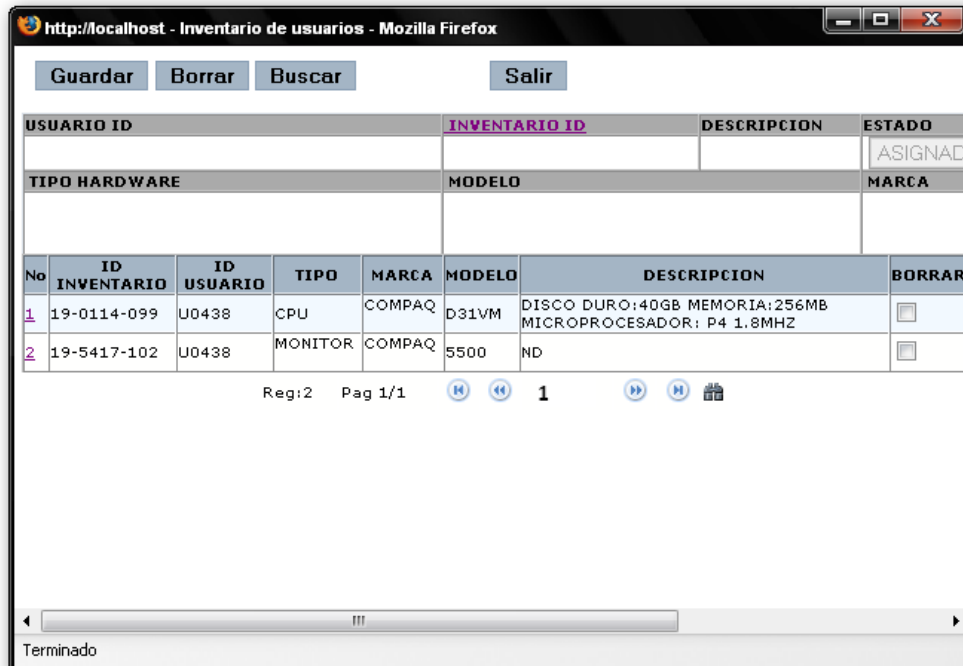 http://localhost - Inventario de usuarios - Mozilla Firefox
Guardar Borrar Buscar Salir
USUARIO ID INVENTARIO ID DESCRIPCION ESTADO
ASIGNAD
TIPO HARDWARE MODELO MARCA
No ID INVENTARIO ID USUARIO TIPO MARCA MODELO DESCRIPCION BORRAR
1 19-0114-099 U0438 CPU COMPAQ D31VM DISCO DURO:40GB MEMORIA:256MB
MICROPROCESADOR: P4 1.8MHZ
2 19-5417-102 U0438 MONITOR COMPAQ 5500 ND
Reg:2 Pag 1/1 1
Terminado